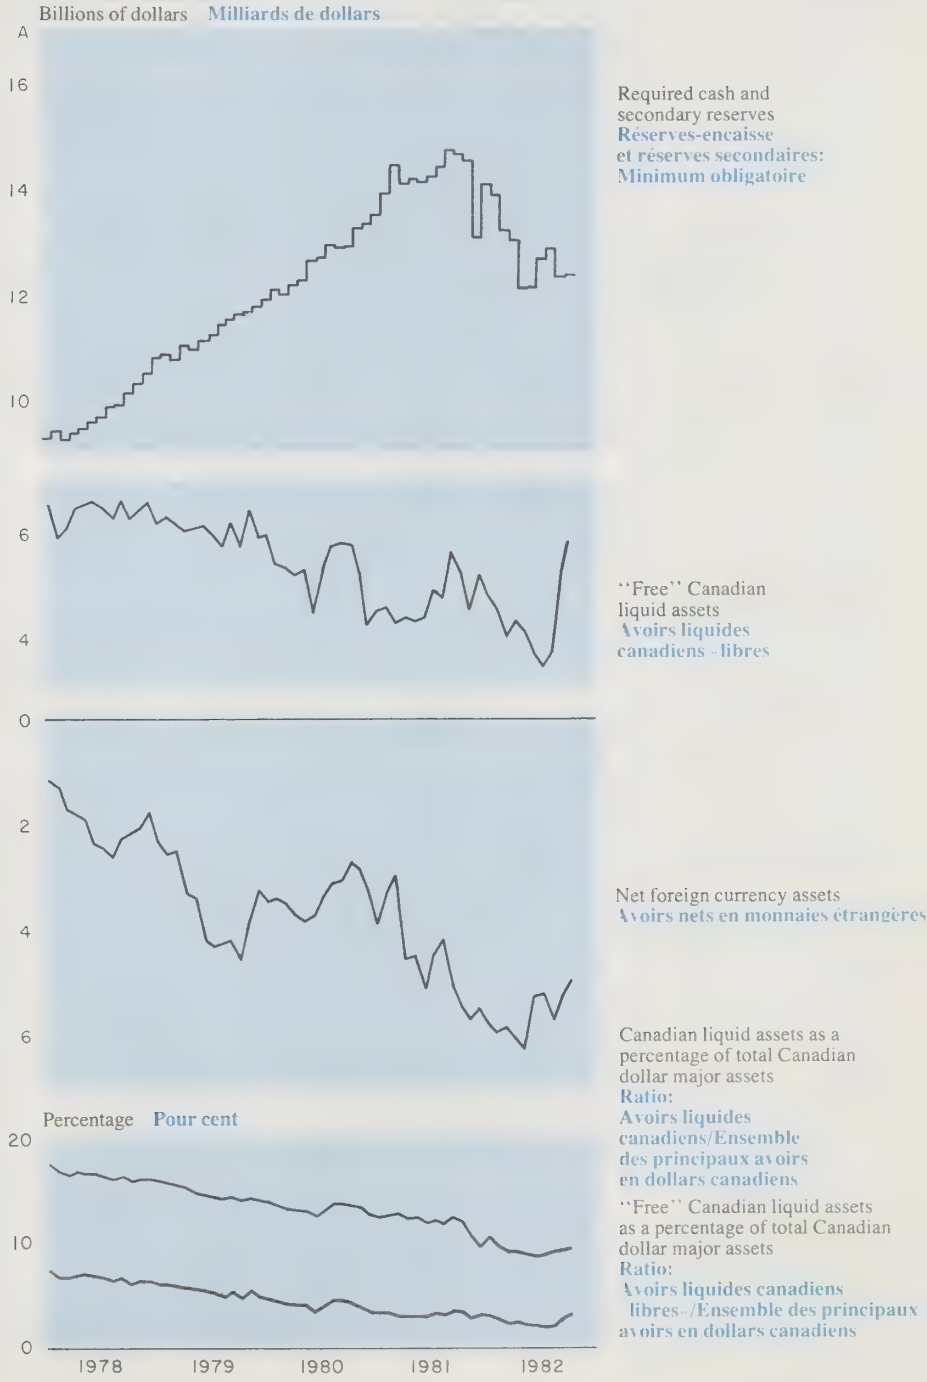 Billions of dollars Milliards de dollars
A
16
14
12
10
Required cash and
secondary reserves
Réserves-encaisse
et réserves secondaires:
Minimum obligatoire
6
4
"Free" Canadian
liquid assets
Avoirs liquides
canadiens «libres
0
2
4
6
Net foreign currency assets
Avoirs nets en monnaies étrangères
Percentage Pour cent
20
10
0
Canadian liquid assets as a
percentage of total Canadian
dollar major assets
Ratio:
Avoirs liquides
canadiens/Ensemble
des principaux avoirs
en dollars canadiens
"Free" Canadian liquid assets
as a percentage of total Canadian
dollar major assets
Ratio:
Avoirs liquides canadiens
libres»/Ensemble des principaux
avoirs en dollars canadiens
1978 1979 1980 1981 1982